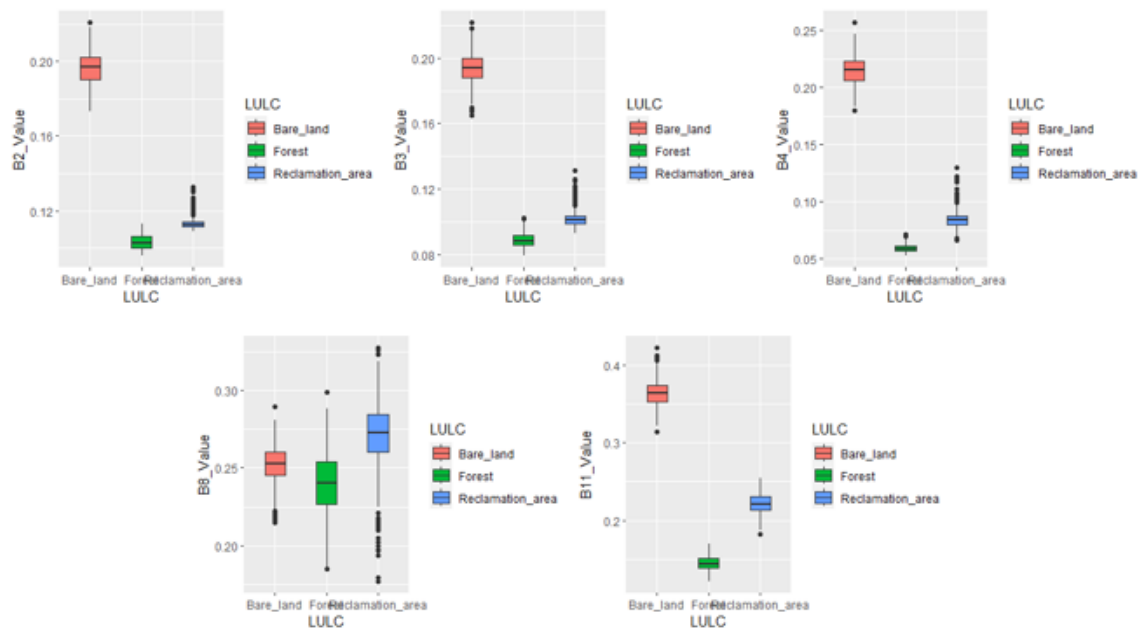 B2_Value
0.20
0.16
0.12
Bare_land
Forest
Reclamation_area
LULC
LULC
Bare_land
Forest
Reclamation_area
B3_Value
0.20
0.16
0.12
0.08
Bare_land
Forest
Reclamation_area
LULC
LULC
Bare_land
Forest
Reclamation_area
B4_Value
0.25
0.20
0.15
0.10
0.05
Bare_land
Forest
Reclamation_area
LULC
LULC
Bare_land
Forest
Reclamation_area
B8_Value
0.30
0.25
0.20
Bare_land
Forest
Reclamation_area
LULC
LULC
Bare_land
Forest
Reclamation_area
B11_Value
0.4
0.3
0.2
Bare_land
Forest
Reclamation_area
LULC
LULC
Bare_land
Forest
Reclamation_area